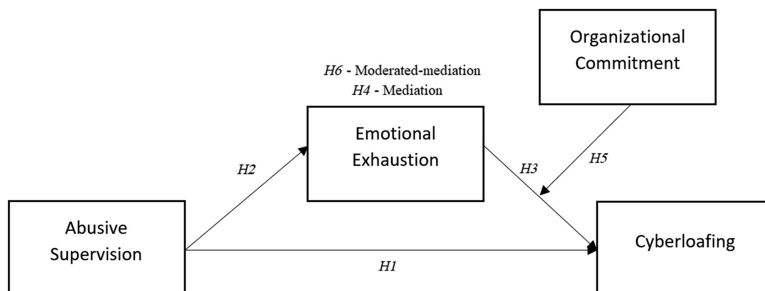 Organizational
Commitment
H6 - Moderated-mediation
H4 - Mediation
Emotional
Exhaustion
H2
H3
H5
Abusive
Supervision
Cyberloafing
H1